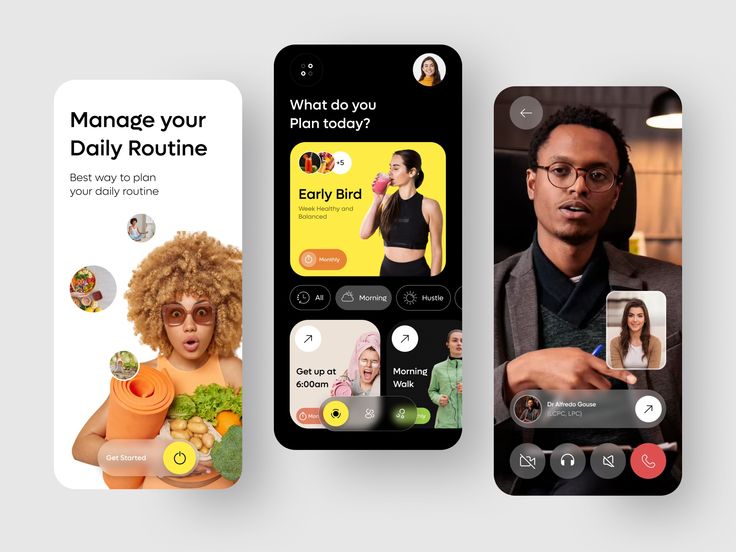 Manage your
Daily Routine
Best way to plan
your daily routine
Get Started
What do you
Plan today?
+5
Early Bird
Week Healthy and
Balanced
Monthly
All
Morning
Hustle
Get up at
6:00am
Morning
Walk
Dr Alfredo Gouse
(LCPC, LPC)